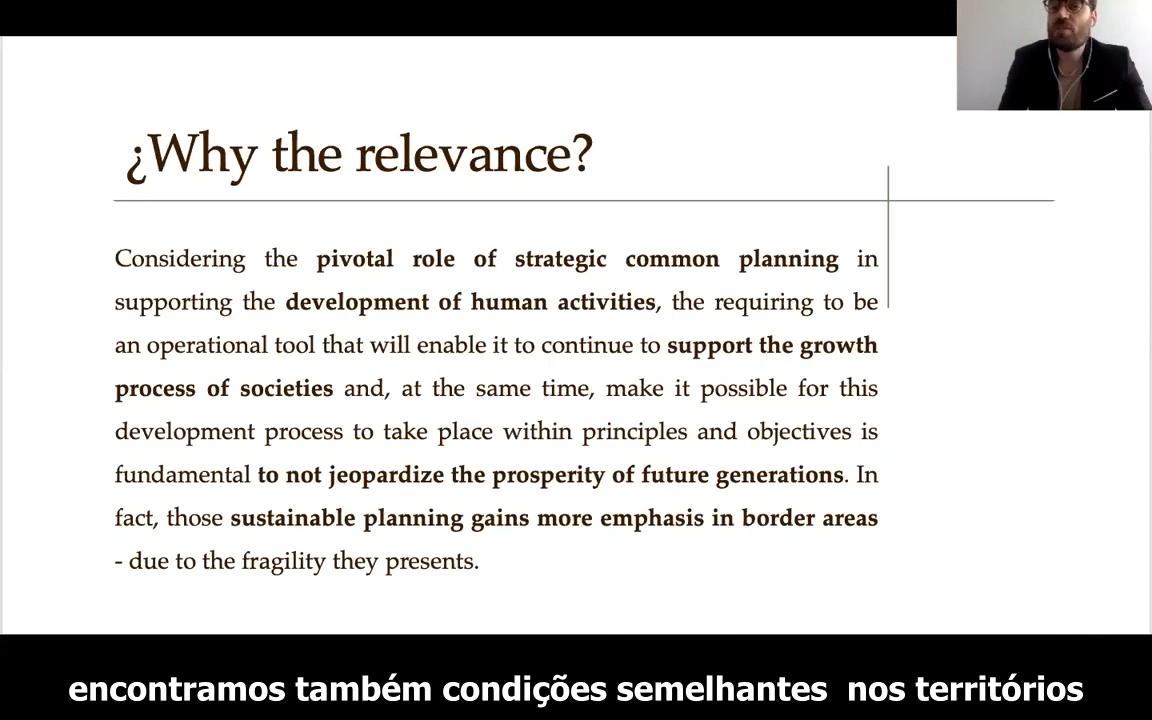 ¿Why the relevance?
Considering the pivotal role of strategic common planning in
supporting the development of human activities, the requiring to be
an operational tool that will enable it to continue to support the growth
process of societies and, at the same time, make it possible for this
development process to take place within principles and objectives is
fundamental to not jeopardize the prosperity of future generations. In
fact, those sustainable planning gains more emphasis in border areas
- due to the fragility they presents.
encontramos também condições semelhantes  nos territórios